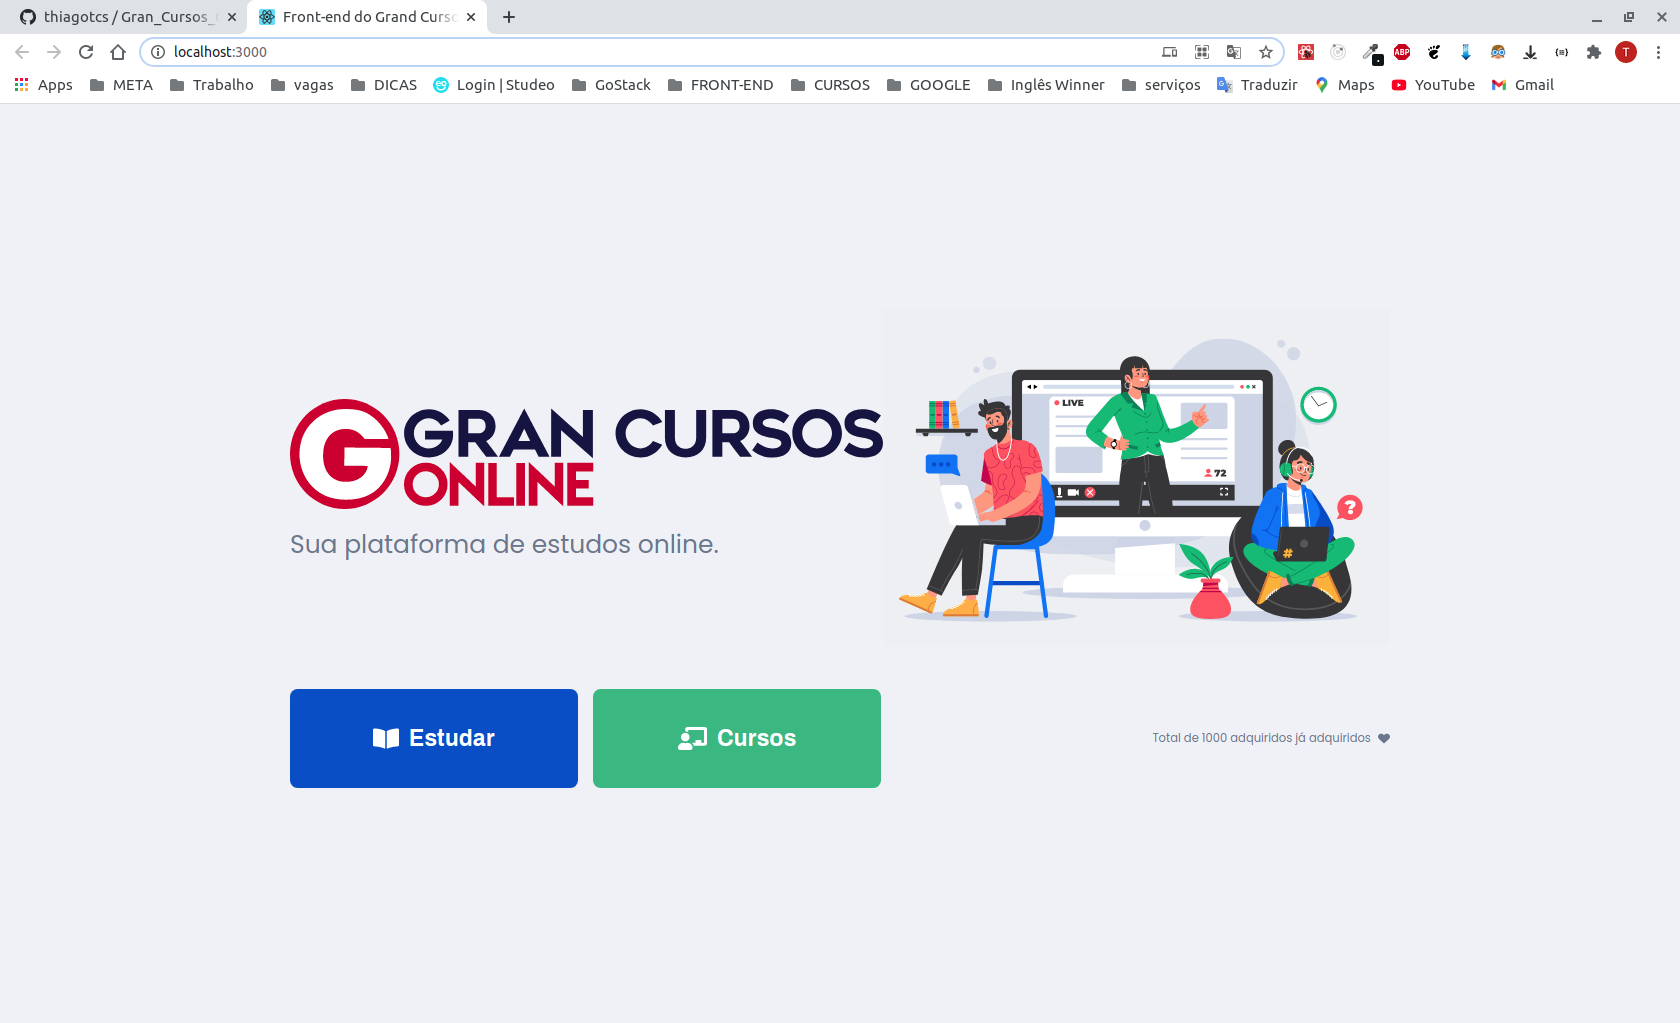 thiagotcs / Gran_Cursos_
Front-end do Grand Curso
localhost:3000
ABP
T
Apps
META
Trabalho
vagas
DICAS
Login | Studeo
GoStack
FRONT-END
CURSOS
GOOGLE
Inglês Winner
serviços
Traduzir
Maps
YouTube
Gmail
GRAN CURSOS
ONLINE
Sua plataforma de estudos online.
LIVE
72
?
#
Estudar
Cursos
Total de 1000 adquiridos já adquiridos